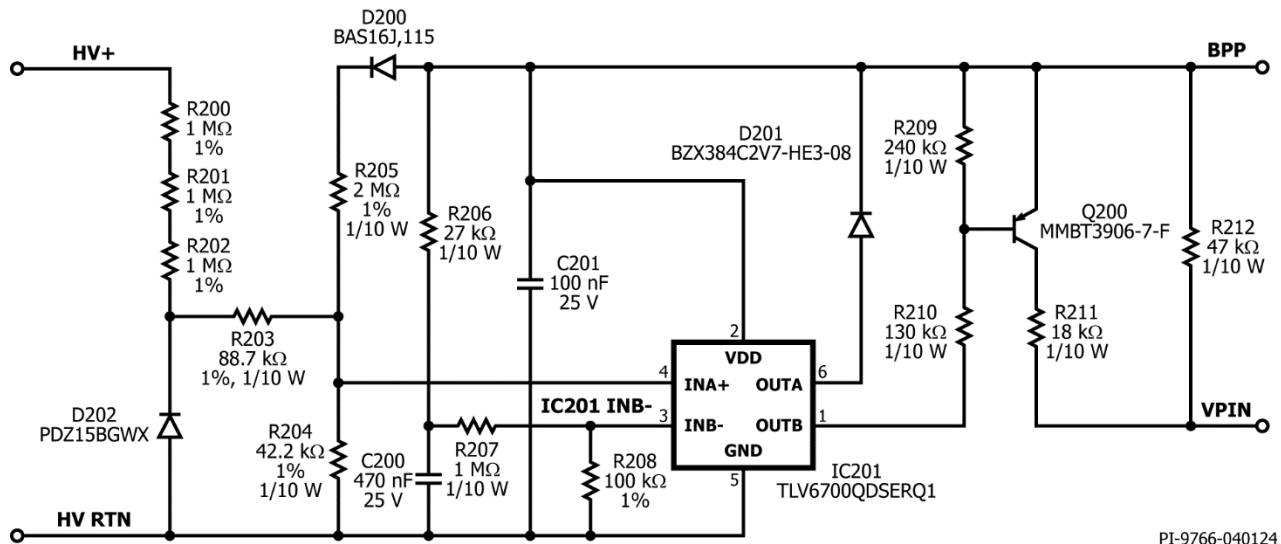 D200
BAS16J,115
HV+
BPP
R200
1 MΩ
1%
R201
1 MΩ
1%
R202
1 MΩ
1%
R205
2 MΩ
1%
1/10 W
R206
27 kΩ
1/10 W
C201
100 nF
25 V
D201
BZX384C2V7-HE3-08
R209
240 kΩ
1/10 W
Q200
MMBT3906-7-F
R212
47 kΩ
1/10 W
R203
88.7 kΩ
1%, 1/10 W
R210
130 kΩ
1/10 W
R211
18 kΩ
1/10 W
2
VDD
4
INA+
OUTA
6
IC201 INB-
3
INB-
OUTB
1
GND
5
VPIN
D202
PDZ15BGWX
R204
42.2 kΩ
1%
1/10 W
C200
470 nF
25 V
R207
1 MΩ
1/10 W
R208
100 kΩ
1%
IC201
TLV6700QDSERQ1
HV RTN
PI-9766-040124